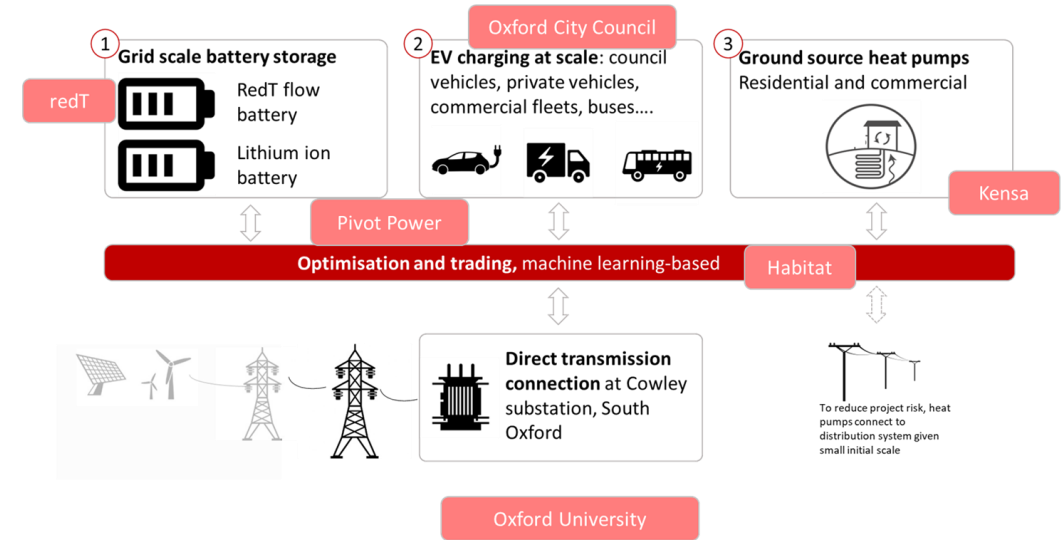 Oxford City Council
1
Grid scale battery storage
redT
RedT flow
battery
Lithium ion
battery
2
EV charging at scale: council
vehicles, private vehicles,
commercial fleets, buses....
3
Ground source heat pumps
Residential and commercial
Kensa
Pivot Power
Optimisation and trading, machine learning-based
Habitat
Direct transmission
connection at Cowley
substation, South
Oxford
To reduce project risk, heat
pumps connect to
distribution system given
small initial scale
Oxford University